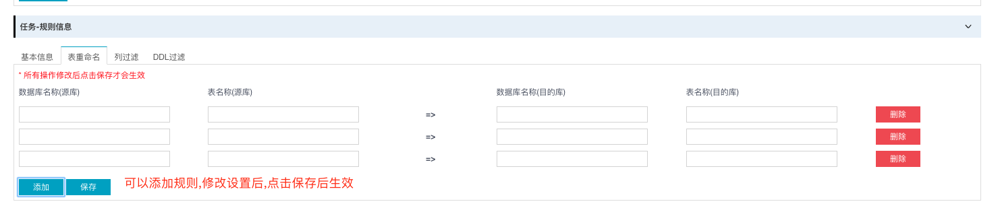 任务-规则信息
基本信息 表重命名 列过滤 DDL过滤
* 所有操作修改后点击保存才会生效
数据库名称(源库) 表名称(源库) 数据库名称(目的库) 表名称(目的库)
=> 删除
=> 删除
=> 删除
添加 保存 可以添加规则,修改设置后,点击保存后生效